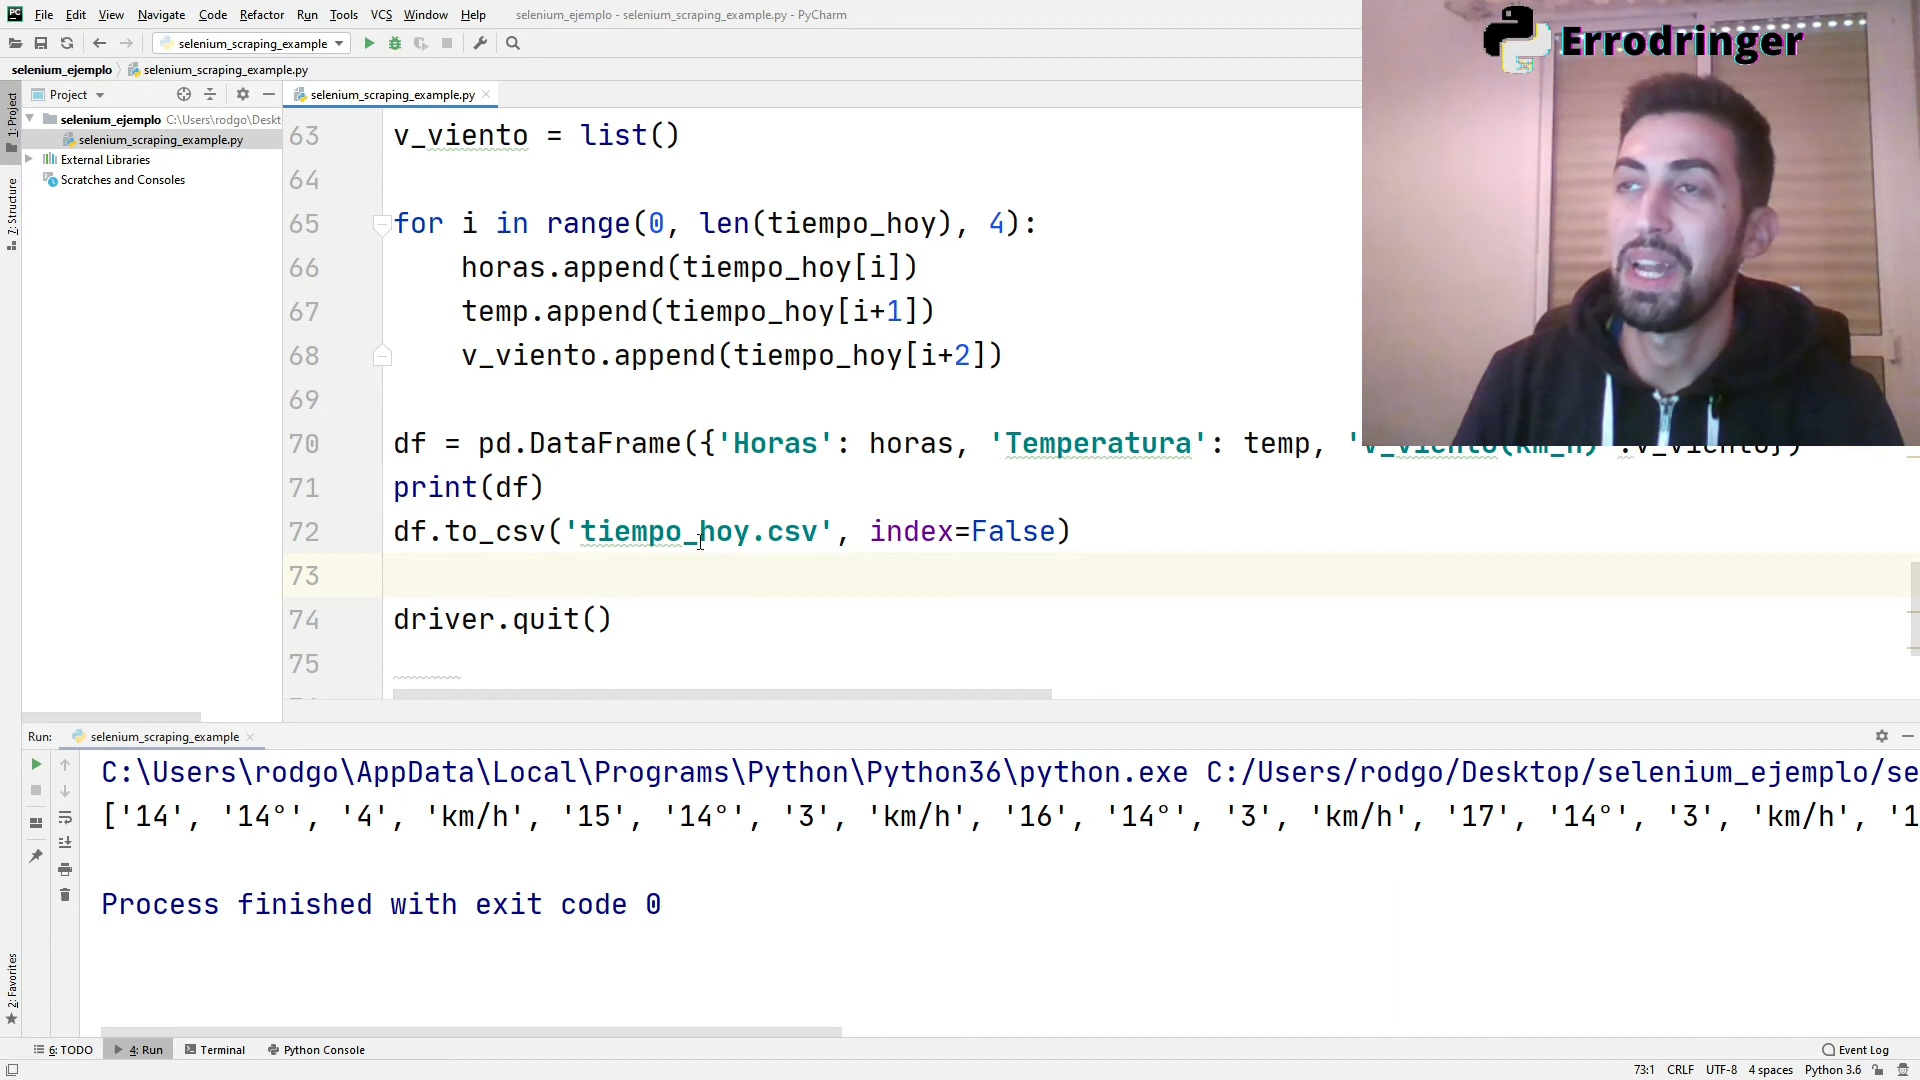 File Edit View Navigate Code Refactor Run Tools VCS Window Help selenium_ejemplo - selenium_scraping_example.py - PyCharm
Errodringer
selenium_scraping_example
selenium_ejemplo selenium_scraping_example.py
Project
selenium_scraping_example.py
1: Project
7: Structure
2: Favorites
selenium_ejemplo C:\Users\rodgo\Deskt
selenium_scraping_example.py
External Libraries
Scratches and Consoles
63 v_viento = list()
64
65 for i in range(0, len(tiempo_hoy), 4):
66 horas.append(tiempo_hoy[i])
67 temp.append(tiempo_hoy[i+1])
68 v_viento.append(tiempo_hoy[i+2])
69
70 df = pd.DataFrame({'Horas': horas, 'Temperatura': temp, 'V_viento(km_h)':v_viento})
71 print(df)
72 df.to_csv('tiempo_hoy.csv', index=False)
73
74 driver.quit()
75
Run: selenium_scraping_example
C:\Users\rodgo\AppData\Local\Programs\Python\Python36\python.exe C:/Users/rodgo/Desktop/selenium_ejemplo/se
['14', '14°', '4', 'km/h', '15', '14°', '3', 'km/h', '16', '14°', '3', 'km/h', '17', '14°', '3', 'km/h', '1
Process finished with exit code 0
6: TODO 4: Run Terminal Python Console Event Log
73:1 CRLF UTF-8 4 spaces Python 3.6